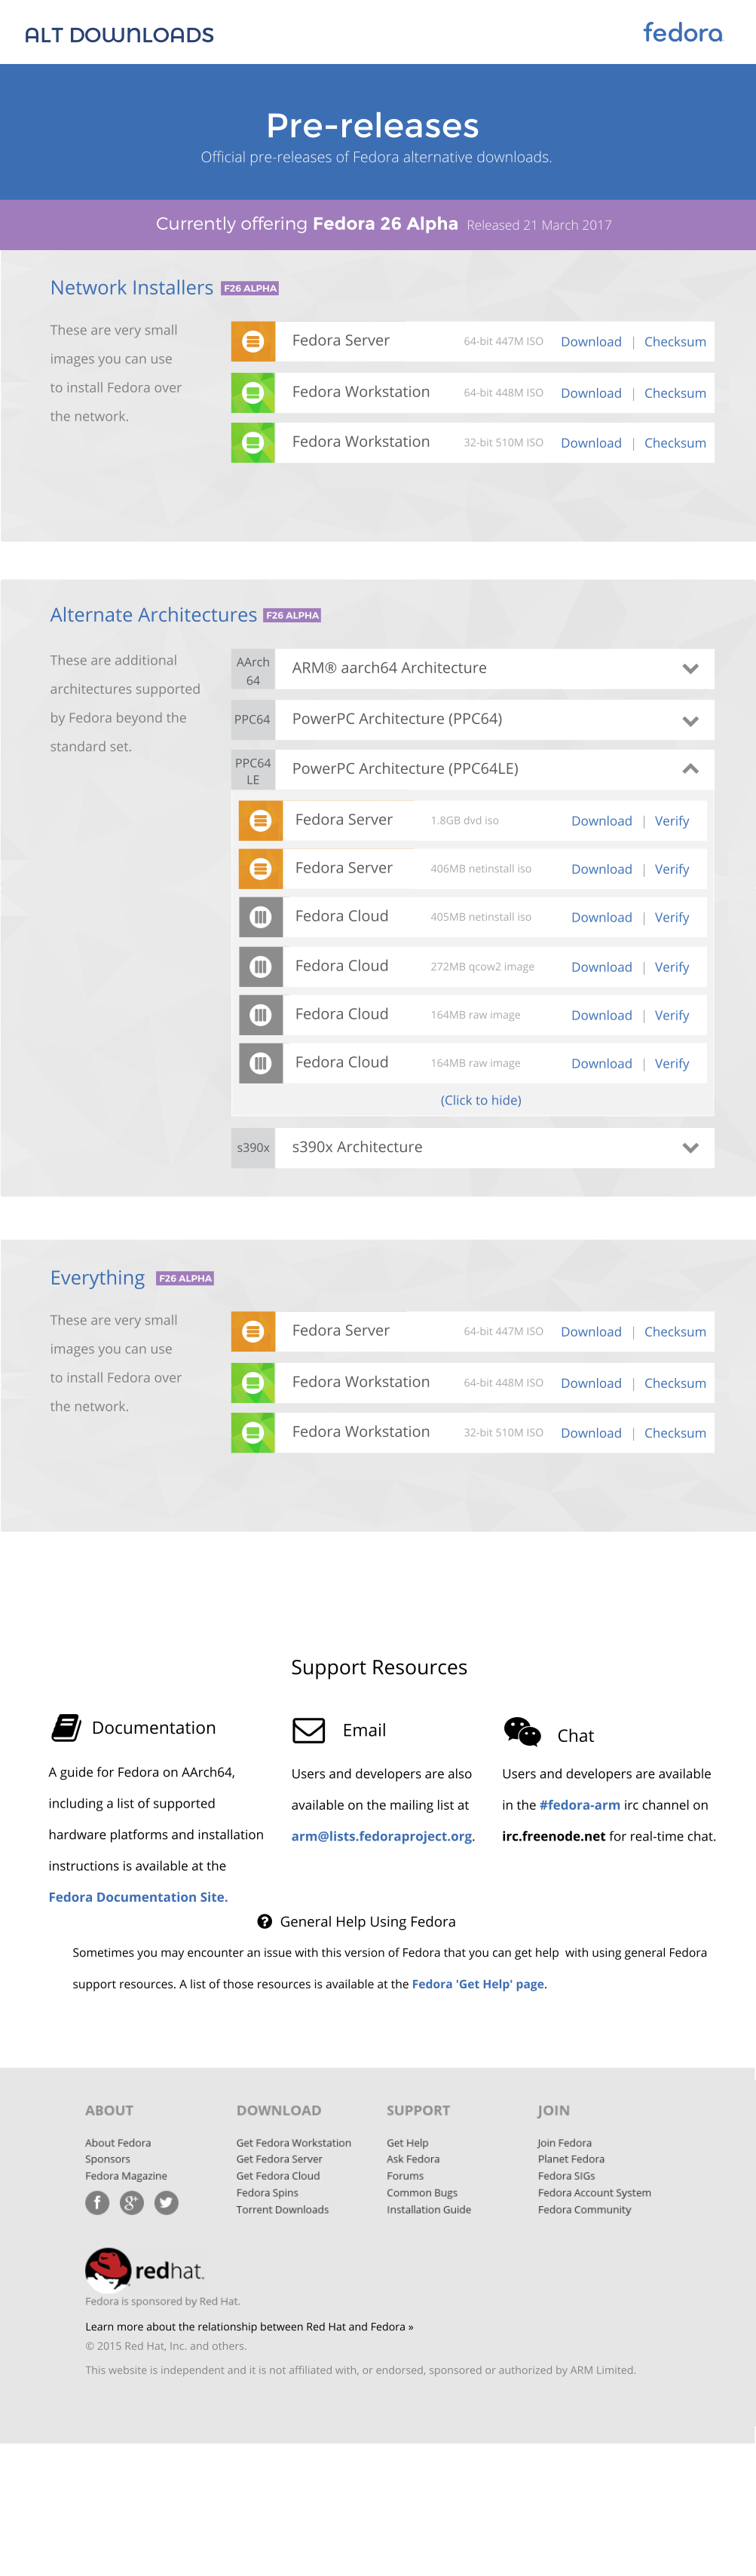 ALT DOWNLOADS
fedora
Pre-releases
Official pre-releases of Fedora alternative downloads.
Currently offering Fedora 26 Alpha Released 21 March 2017
Network Installers F26 ALPHA
These are very small
images you can use
to install Fedora over
the network.
Fedora Server 64-bit 447M ISO Download | Checksum
Fedora Workstation 64-bit 448M ISO Download | Checksum
Fedora Workstation 32-bit 510M ISO Download | Checksum
Alternate Architectures F26 ALPHA
These are additional
architectures supported
by Fedora beyond the
standard set.
AArch
64
ARM® aarch64 Architecture
PPC64 PowerPC Architecture (PPC64)
PPC64
LE
PowerPC Architecture (PPC64LE)
Fedora Server 1.8GB dvd iso Download | Verify
Fedora Server 406MB netinstall iso Download | Verify
Fedora Cloud 405MB netinstall iso Download | Verify
Fedora Cloud 272MB qcow2 image Download | Verify
Fedora Cloud 164MB raw image Download | Verify
Fedora Cloud 164MB raw image Download | Verify
(Click to hide)
s390x s390x Architecture
Everything F26 ALPHA
These are very small
images you can use
to install Fedora over
the network.
Fedora Server 64-bit 447M ISO Download | Checksum
Fedora Workstation 64-bit 448M ISO Download | Checksum
Fedora Workstation 32-bit 510M ISO Download | Checksum
Support Resources
Documentation
A guide for Fedora on AArch64,
including a list of supported
hardware platforms and installation
instructions is available at the
Fedora Documentation Site.
Email
Users and developers are also
available on the mailing list at
arm@lists.fedoraproject.org.
Chat
Users and developers are available
in the #fedora-arm irc channel on
irc.freenode.net for real-time chat.
General Help Using Fedora
Sometimes you may encounter an issue with this version of Fedora that you can get help with using general Fedora
support resources. A list of those resources is available at the Fedora 'Get Help' page.
ABOUT
About Fedora
Sponsors
Fedora Magazine
DOWNLOAD
Get Fedora Workstation
Get Fedora Server
Get Fedora Cloud
Fedora Spins
Torrent Downloads
SUPPORT
Get Help
Ask Fedora
Forums
Common Bugs
Installation Guide
JOIN
Join Fedora
Planet Fedora
Fedora SIGs
Fedora Account System
Fedora Community
redhat.
Fedora is sponsored by Red Hat.
Learn more about the relationship between Red Hat and Fedora »
© 2015 Red Hat, Inc. and others.
This website is independent and it is not affiliated with, or endorsed, sponsored or authorized by ARM Limited.